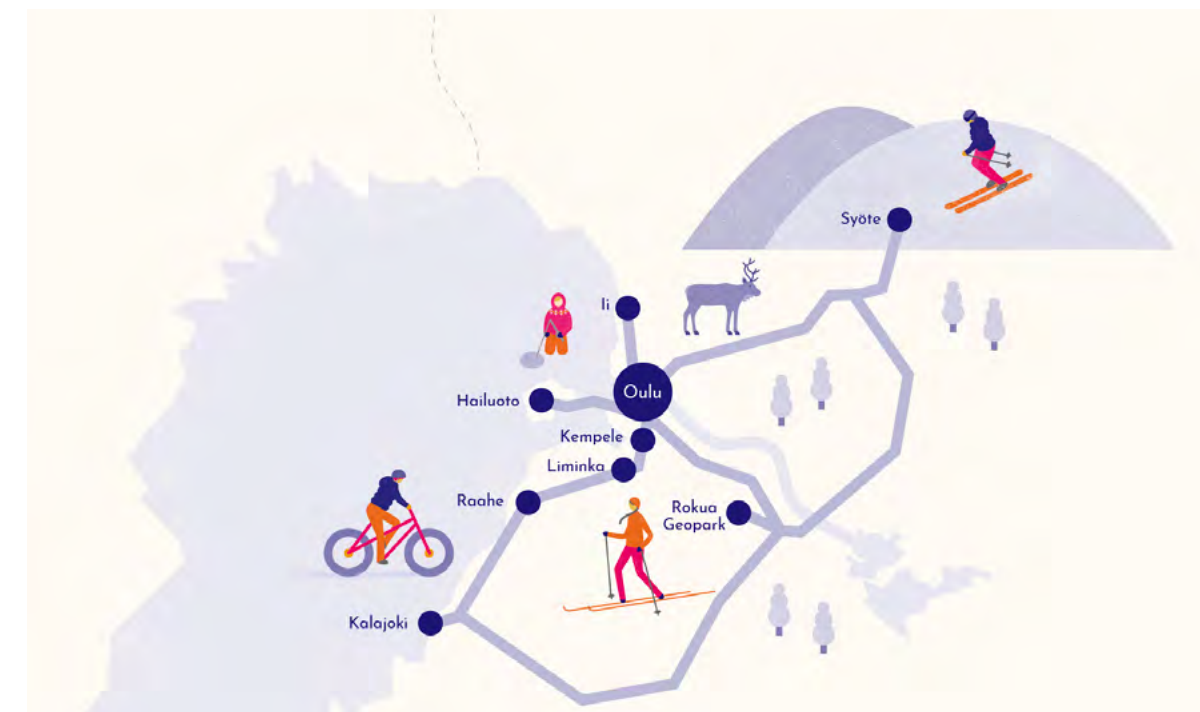 Syöte
Ii
Oulu
Hailuoto
Kempele
Liminka
Raahe
Rokua
Geopark
Kalajoki